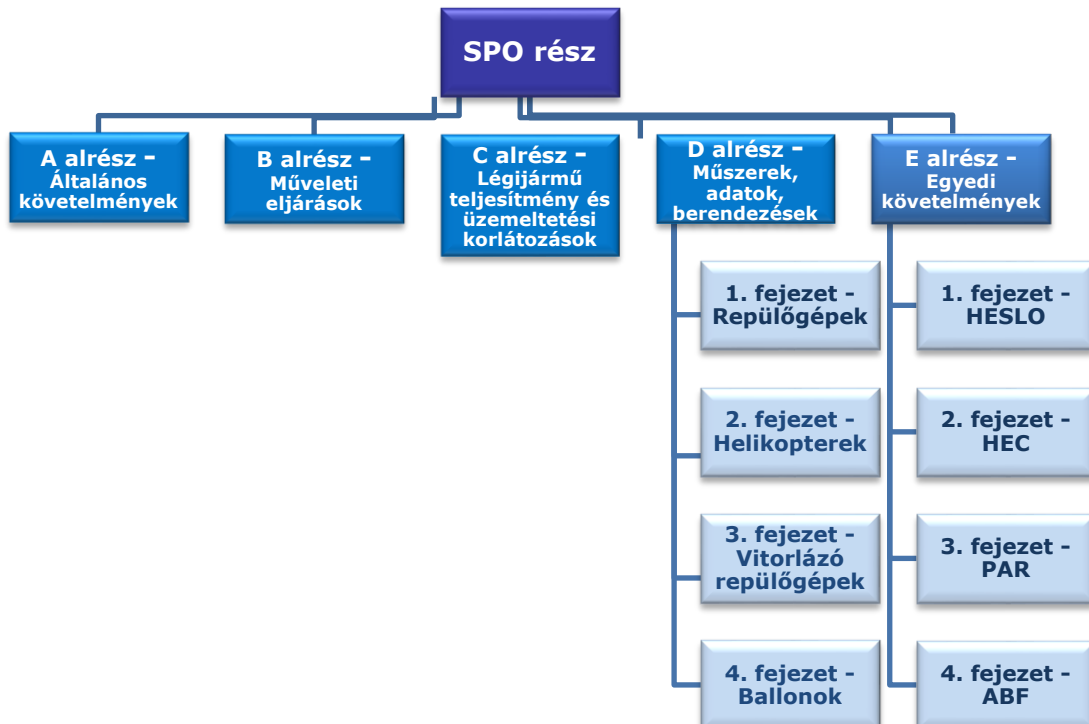 SPO rész
A alrész –
Általános
követelmények
B alrész –
Műveleti
eljárások
C alrész –
Légijármű
teljesítmény és
üzemeltetési
korlátozások
D alrész –
Műszerek,
adatok,
berendezések
E alrész –
Egyedi
követelmények
1. fejezet -
Repülőgépek
2. fejezet -
Helikopterek
3. fejezet -
Vitorlázó
repülőgépek
4. fejezet -
Ballonok
1. fejezet -
HESLO
2. fejezet -
HEC
3. fejezet -
PAR
4. fejezet -
ABF